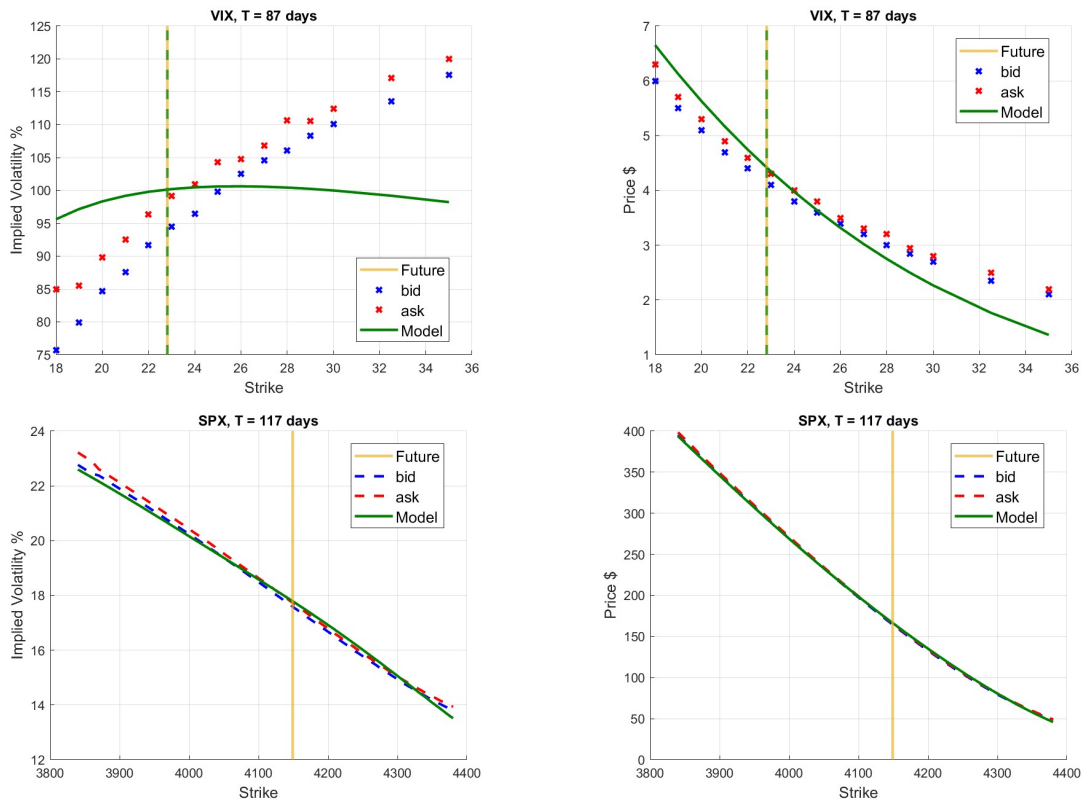 VIX, T = 87 days
125
120
115
110
105
100
95
90
85
80
75
Implied Volatility %
18 20 22 24 26 28 30 32 34 36
Strike
Future
bid
ask
Model
VIX, T = 87 days
7
6
5
4
3
2
1
Price $
18 20 22 24 26 28 30 32 34 36
Strike
Future
bid
ask
Model
SPX, T = 117 days
24
22
20
18
16
14
12
Implied Volatility %
3800 3900 4000 4100 4200 4300 4400
Strike
Future
bid
ask
Model
SPX, T = 117 days
400
350
300
250
200
150
100
50
0
Price $
3800 3900 4000 4100 4200 4300 4400
Strike
Future
bid
ask
Model